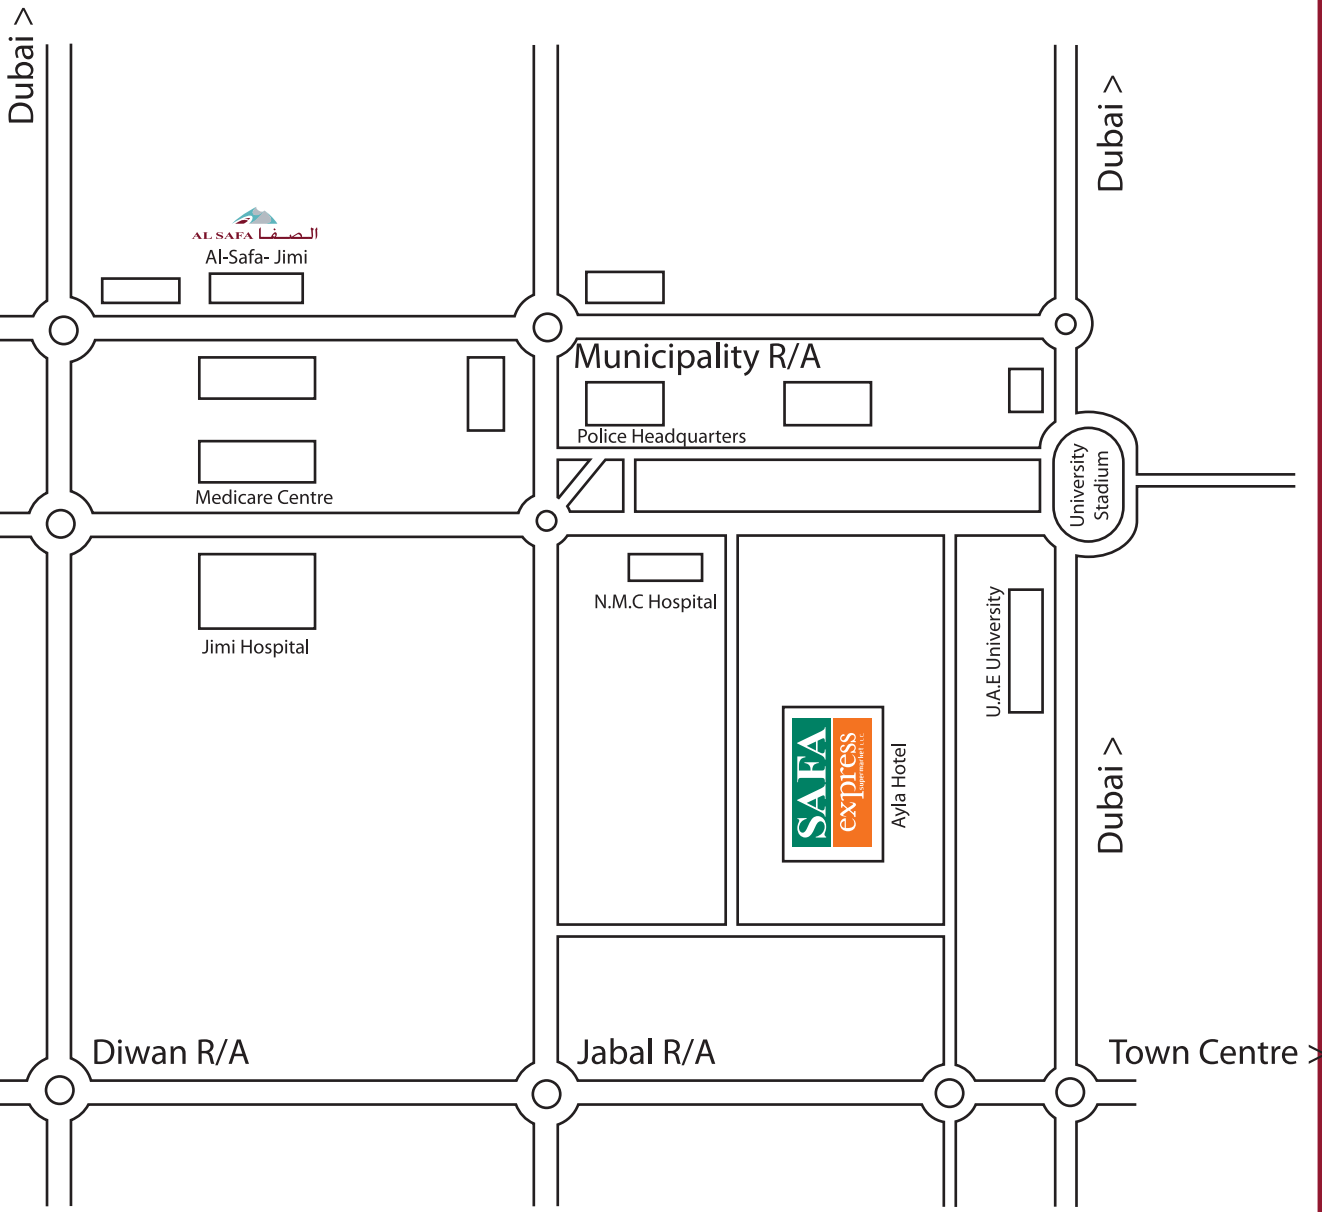 Dubai >
Dubai >
AL SAFA الصفا
Al-Safa- Jimi
Municipality R/A
Police Headquarters
University
Stadium
Medicare Centre
N.M.C Hospital
Jimi Hospital
U.A.E University
SAFA
express
supermarket L.L.C.
Ayla Hotel
Dubai >
Diwan R/A
Jabal R/A
Town Centre >